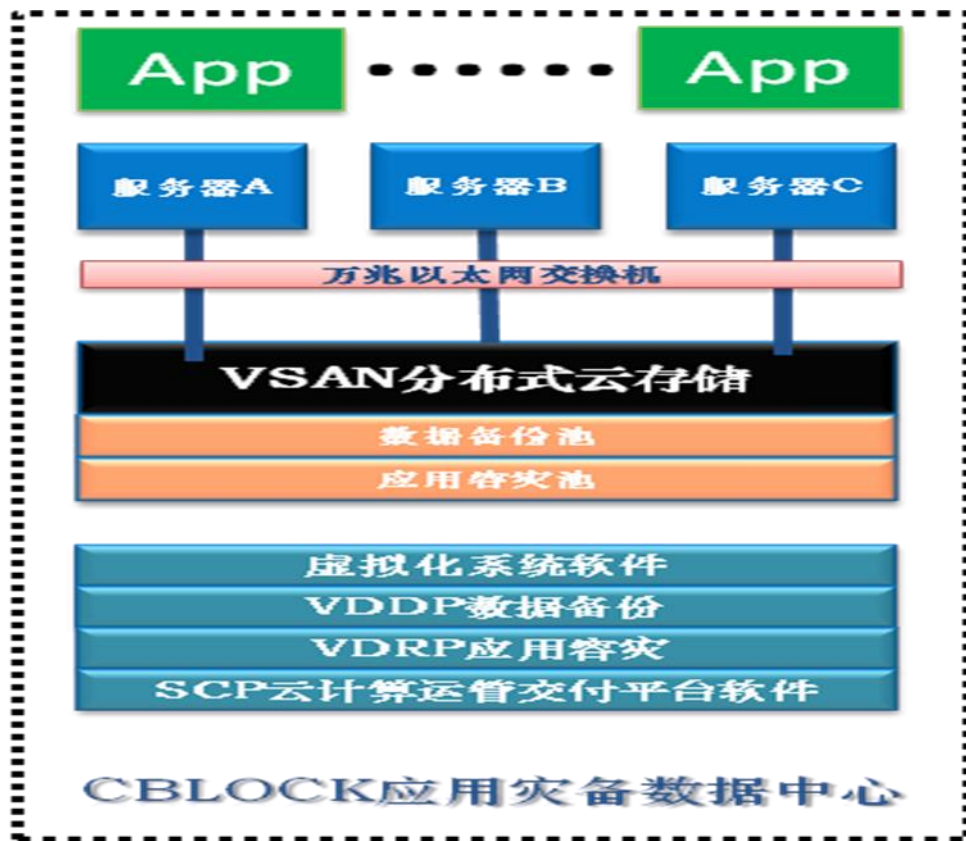 App ······ App
服务器A 服务器B 服务器C
万兆以太网交换机
VSAN分布式云存储
数据备份池
应用容灾池
虚拟化系统软件
VDDP数据备份
VDRP应用容灾
SCP云计算运管交付平台软件
CBLOCK应用灾备数据中心